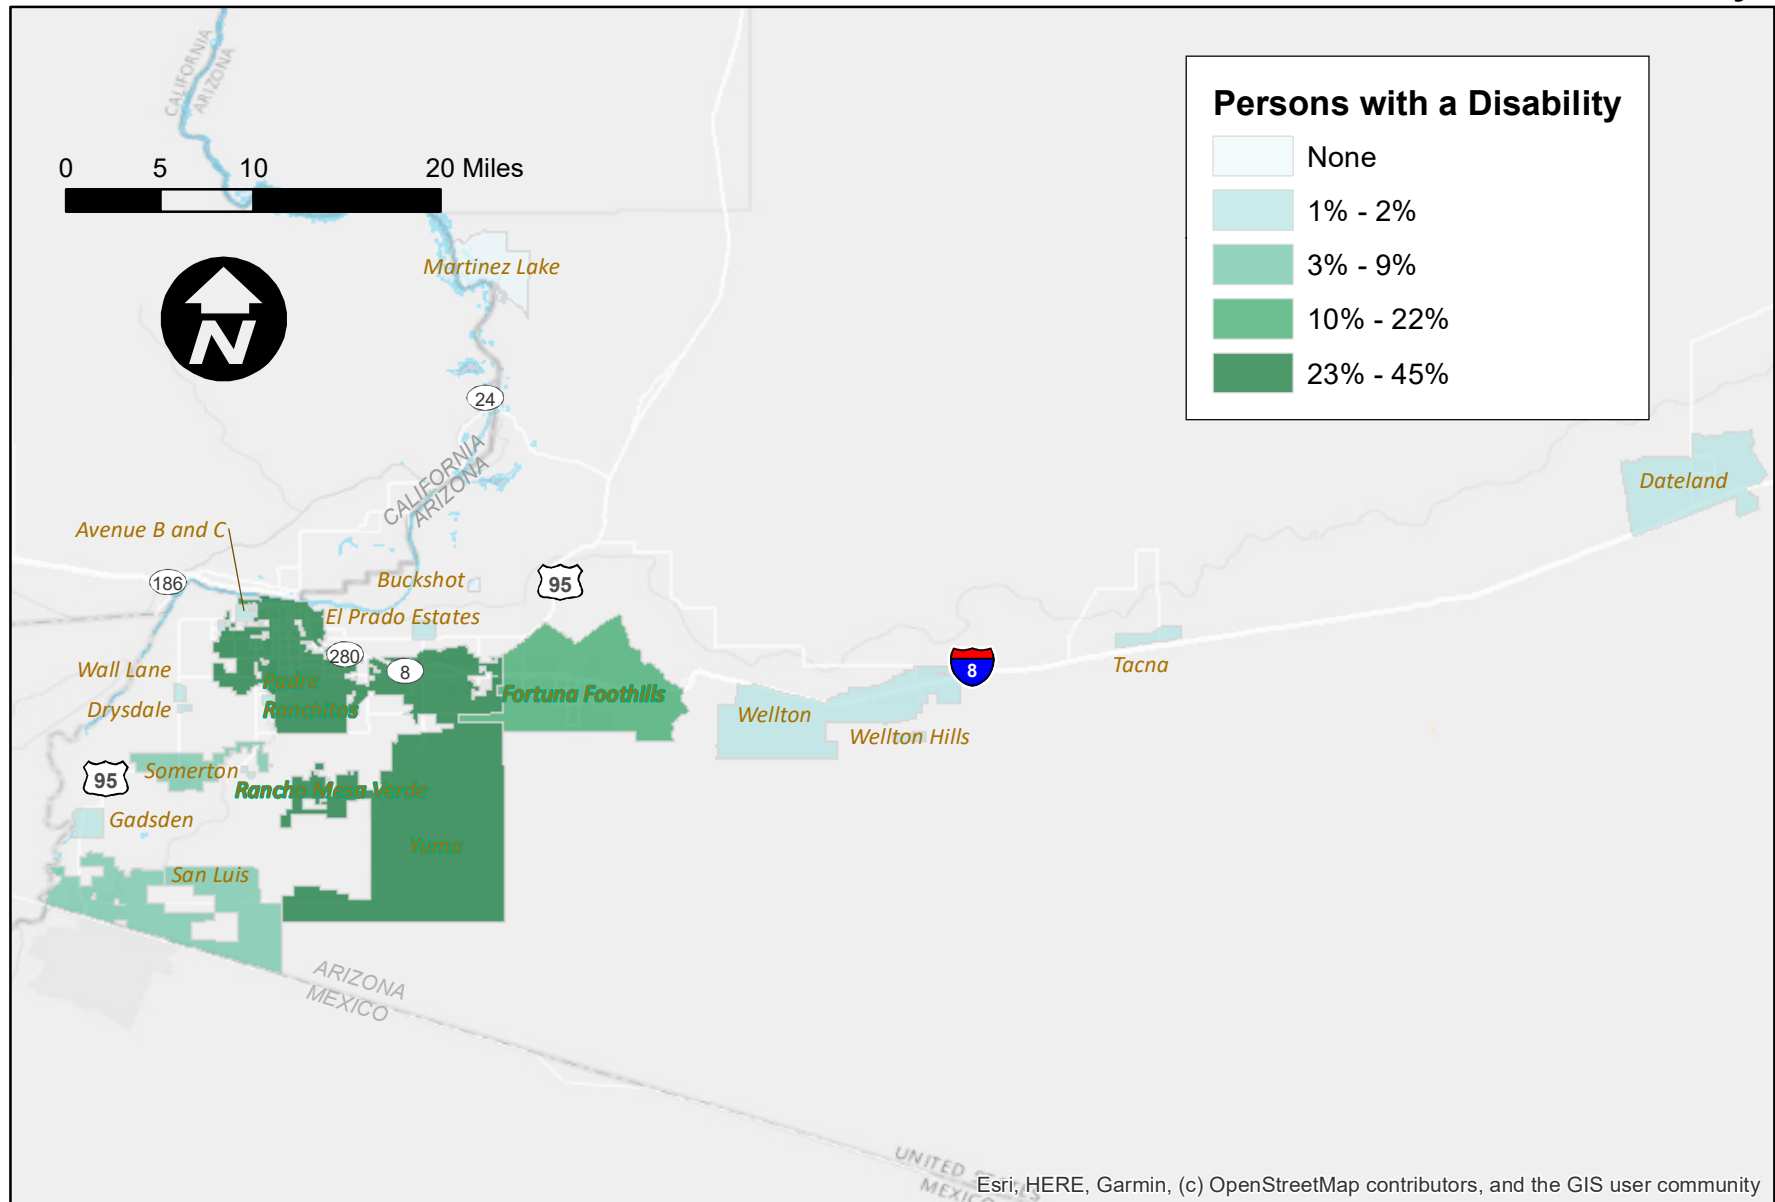 CALIFORNIA
ARIZONA
0 5 10 20 Miles
Persons with a Disability
None
1% - 2%
3% - 9%
10% - 22%
23% - 45%
N
Martinez Lake
24
CALIFORNIA
ARIZONA
Dateland
Avenue B and C
186
Buckshot
95
El Prado Estates
280
8
Wall Lane
Padre
Ranchitos
Drysdale
Fortuna Foothills
8
Tacna
Wellton
Wellton Hills
95
Somerton
Rancho Mesa Verde
Gadsden
Yuma
San Luis
ARIZONA
MEXICO
UNITED
MEXICO
Esri, HERE, Garmin, (c) OpenStreetMap contributors, and the GIS user community